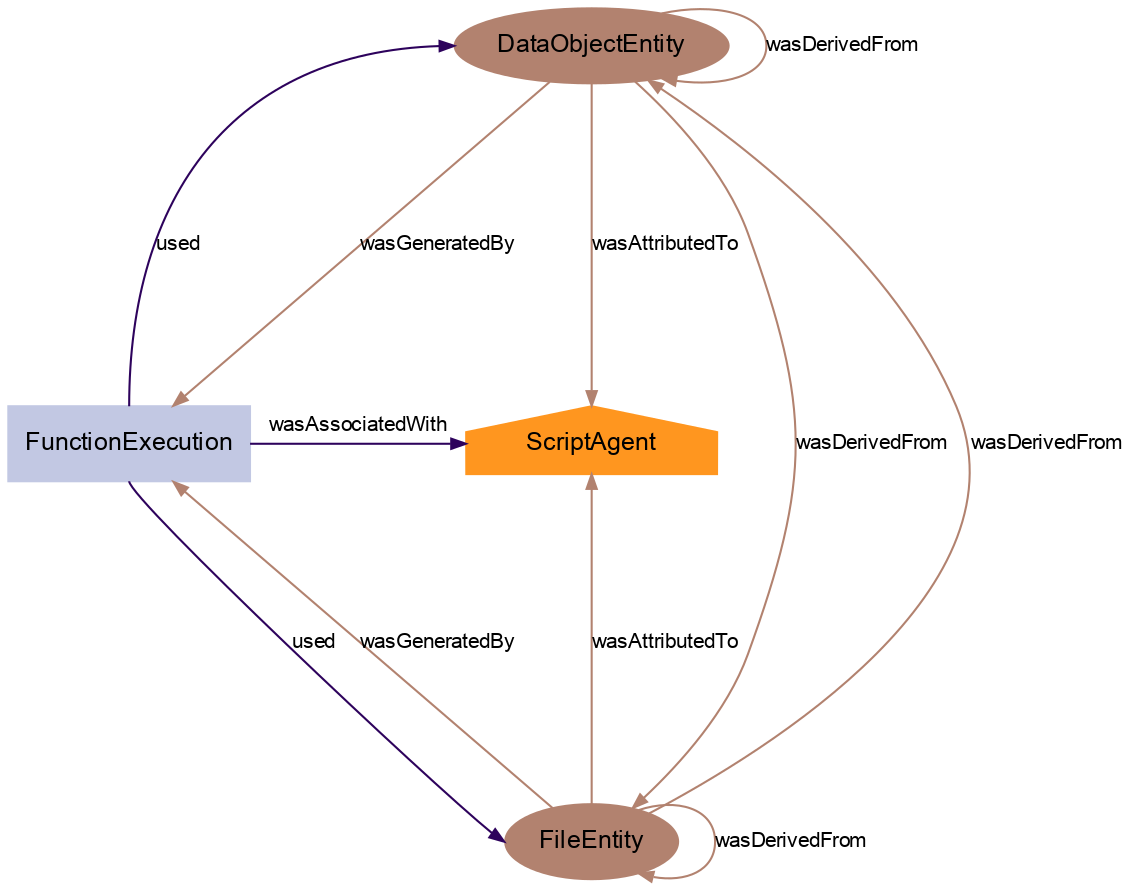 DataObjectEntity
wasDerivedFrom
used
wasGeneratedBy
wasAttributedTo
FunctionExecution
wasAssociatedWith
ScriptAgent
wasDerivedFrom
wasDerivedFrom
used
wasGeneratedBy
wasAttributedTo
FileEntity
wasDerivedFrom